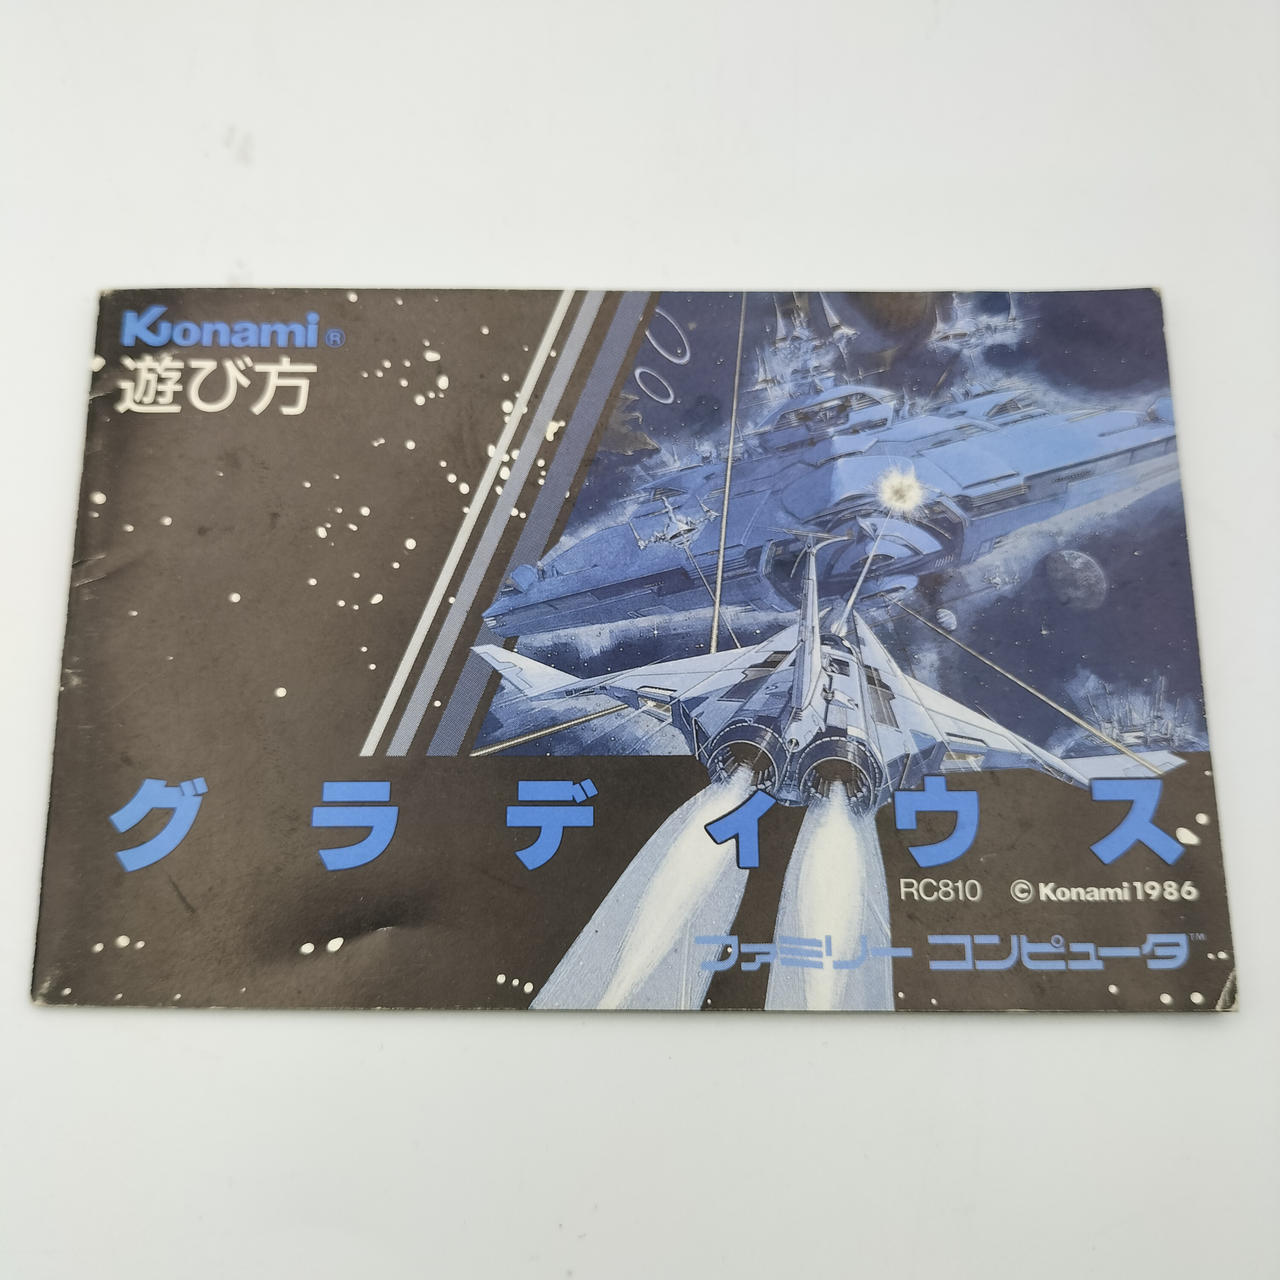 Konami®
遊び方
グラディウス
RC810 ©Konami 1986
ファミリー コンピュータ™